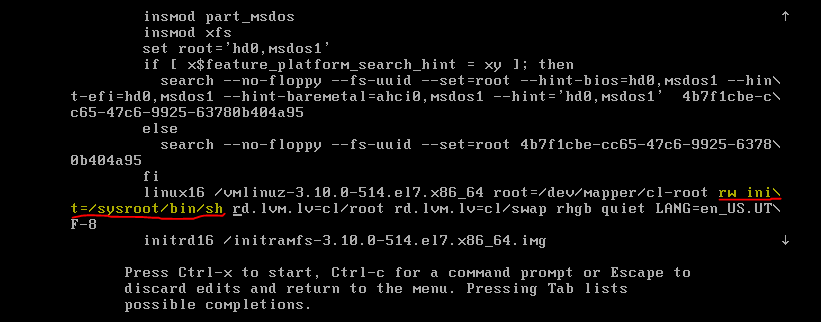 insmod part_msdos
insmod xfs
set root='hd0,msdos1'
if [ x$feature_platform_search_hint = xy ]; then
search --no-floppy --fs-uuid --set=root --hint-bios=hd0,msdos1 --hin\
t-efi=hd0,msdos1 --hint-baremetal=ahci0,msdos1 --hint='hd0,msdos1'  4b7f1cbe-c\
c65-47c6-9925-63780b404a95
else
search --no-floppy --fs-uuid --set=root 4b7f1cbe-cc65-47c6-9925-6378\
0b404a95
fi
linux16 /vmlinuz-3.10.0-514.el7.x86_64 root=/dev/mapper/cl-root rw ini\
t=/sysroot/bin/sh rd.lvm.lv=cl/root rd.lvm.lv=cl/swap rhgb quiet LANG=en_US.UT\
F-8
initrd16 /initramfs-3.10.0-514.el7.x86_64.img
Press Ctrl-x to start, Ctrl-c for a command prompt or Escape to
discard edits and return to the menu. Pressing Tab lists
possible completions.